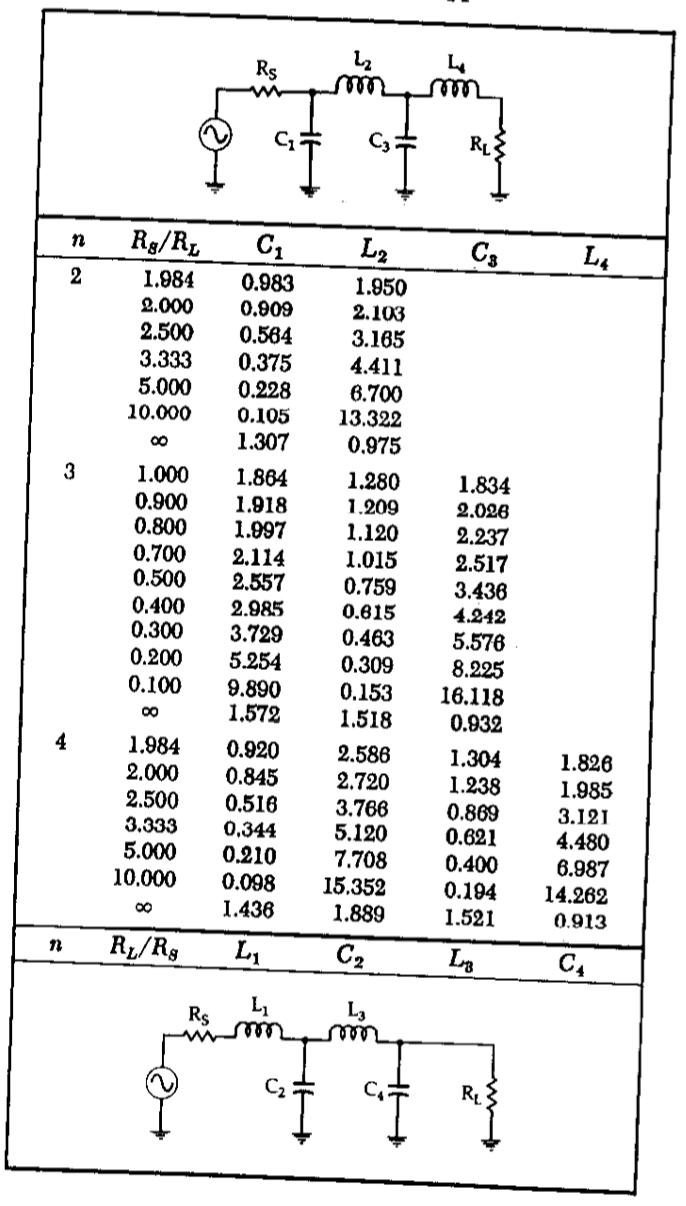 R_S L_2 L_4
C_1 C_3 R_L
n R_S/R_L C_1 L_2 C_3 L_4
2 1.984 0.983 1.950
2.000 0.909 2.103
2.500 0.564 3.165
3.333 0.375 4.411
5.000 0.228 6.700
10.000 0.105 13.322
∞ 1.307 0.975
3 1.000 1.864 1.280 1.834
0.900 1.918 1.209 2.026
0.800 1.997 1.120 2.237
0.700 2.114 1.015 2.517
0.500 2.557 0.759 3.436
0.400 2.985 0.615 4.242
0.300 3.729 0.463 5.576
0.200 5.254 0.309 8.225
0.100 9.890 0.153 16.118
∞ 1.572 1.518 0.932
4 1.984 0.920 2.586 1.304 1.826
2.000 0.845 2.720 1.238 1.985
2.500 0.516 3.766 0.869 3.121
3.333 0.344 5.120 0.621 4.480
5.000 0.210 7.708 0.400 6.987
10.000 0.098 15.352 0.194 14.262
∞ 1.436 1.889 1.521 0.913
n R_L/R_S L_1 C_2 L_3 C_4
R_S L_1 L_3
C_2 C_4 R_L